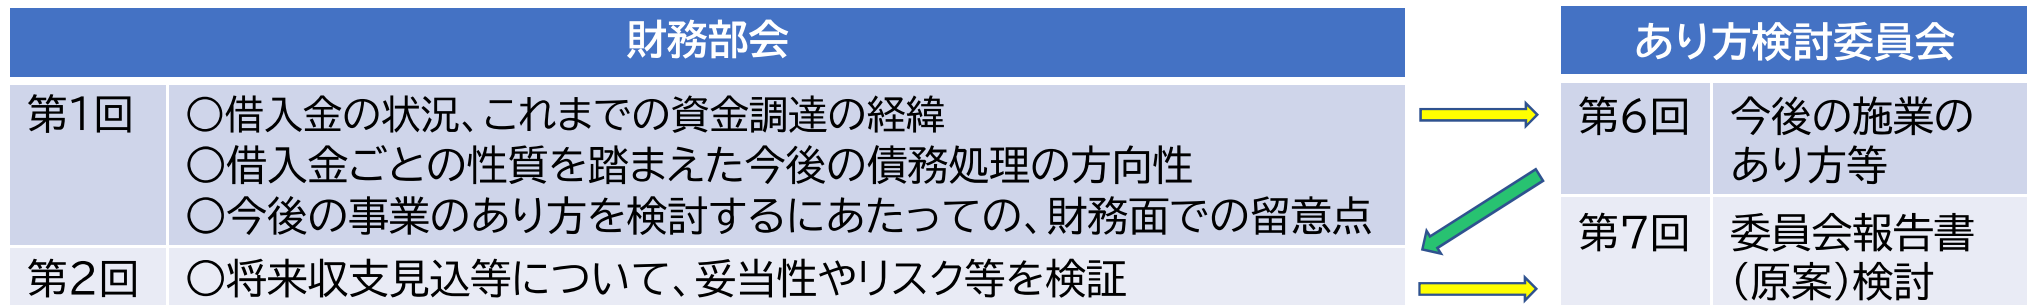 財務部会
第1回
○借入金の状況、これまでの資金調達の経緯
○借入金ごとの性質を踏まえた今後の債務処理の方向性
○今後の事業のあり方を検討するにあたっての、財務面での留意点
第2回
○将来収支見込等について、妥当性やリスク等を検証
あり方検討委員会
第6回
今後の施業の
あり方等
第7回
委員会報告書
（原案）検討